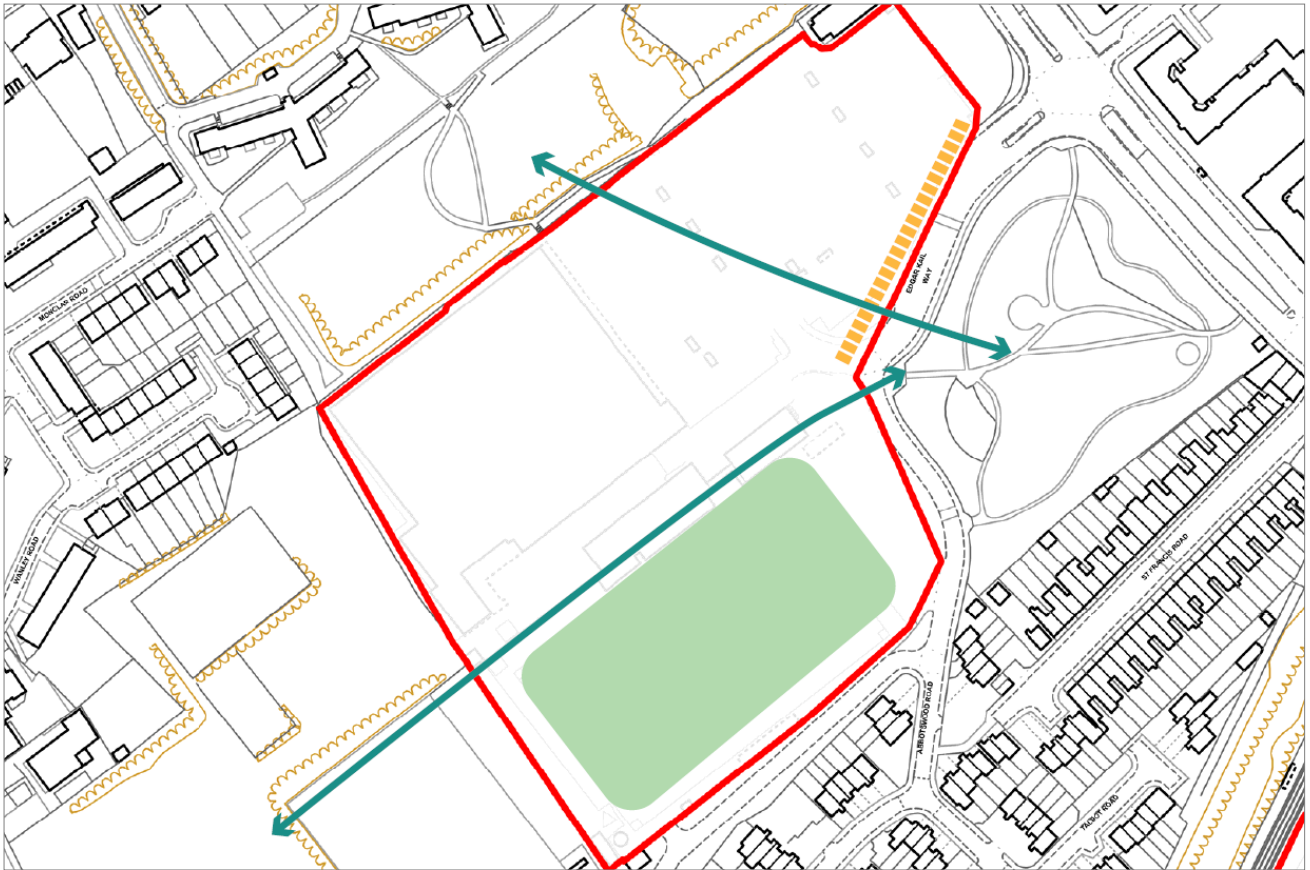 EDGAR KAIL
WAY
MONCLAR ROAD
WANLEY ROAD
ST FRANCIS ROAD
ABBOTSWOOD ROAD
TALBOT ROAD